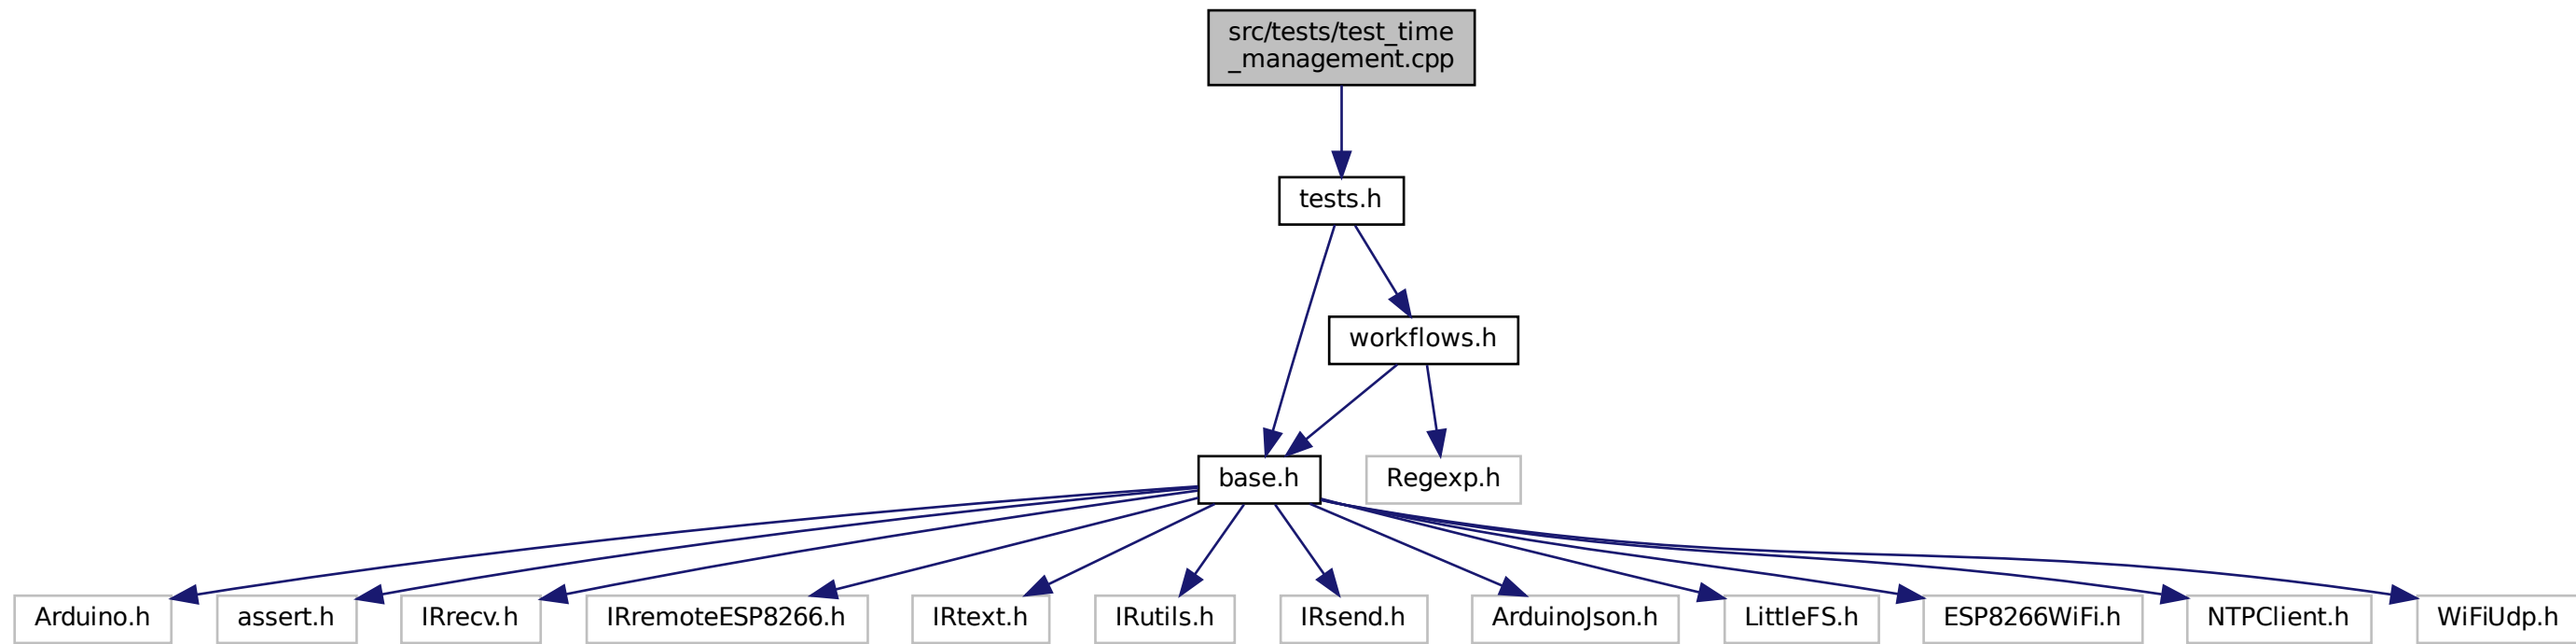 src/tests/test_time
_management.cpp
tests.h
workflows.h
base.h
Regexp.h
Arduino.h
assert.h
IRrecv.h
IRremoteESP8266.h
IRtext.h
IRutils.h
IRsend.h
ArduinoJson.h
LittleFS.h
ESP8266WiFi.h
NTPClient.h
WiFiUdp.h